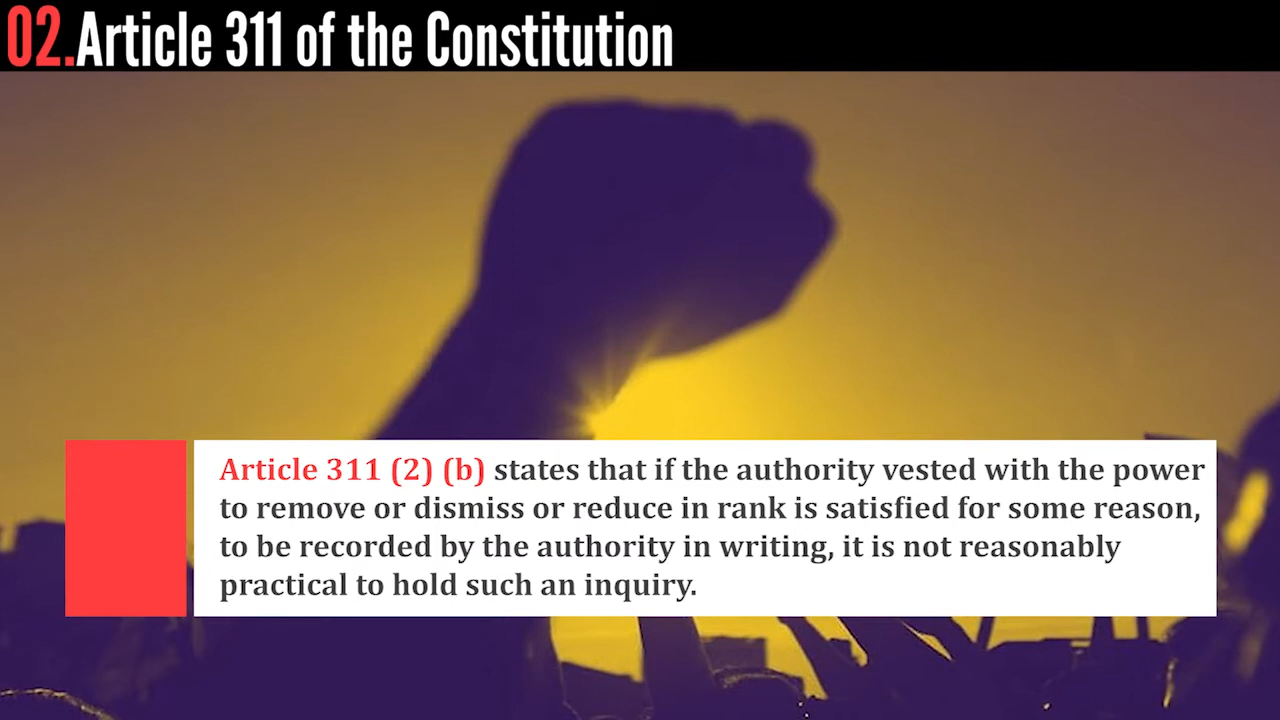 02.Article 311 of the Constitution
Article 311 (2) (b) states that if the authority vested with the power
to remove or dismiss or reduce in rank is satisfied for some reason,
to be recorded by the authority in writing, it is not reasonably
practical to hold such an inquiry.